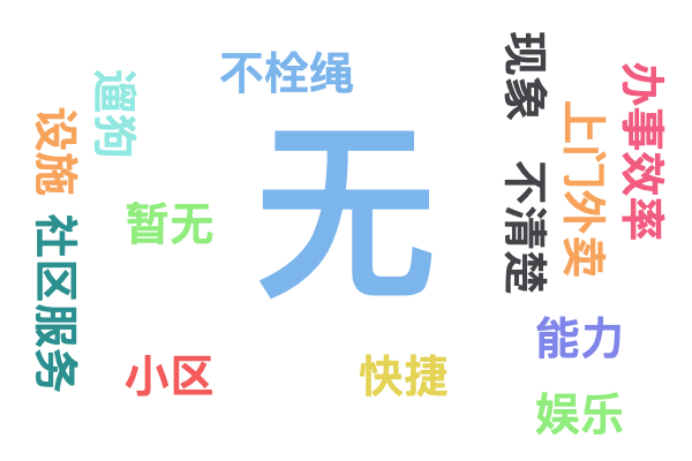 不栓绳
现象
办事效率
遛狗
设施
上门外卖
无
不清楚
暂无
社区服务
能力
小区
快捷
娱乐